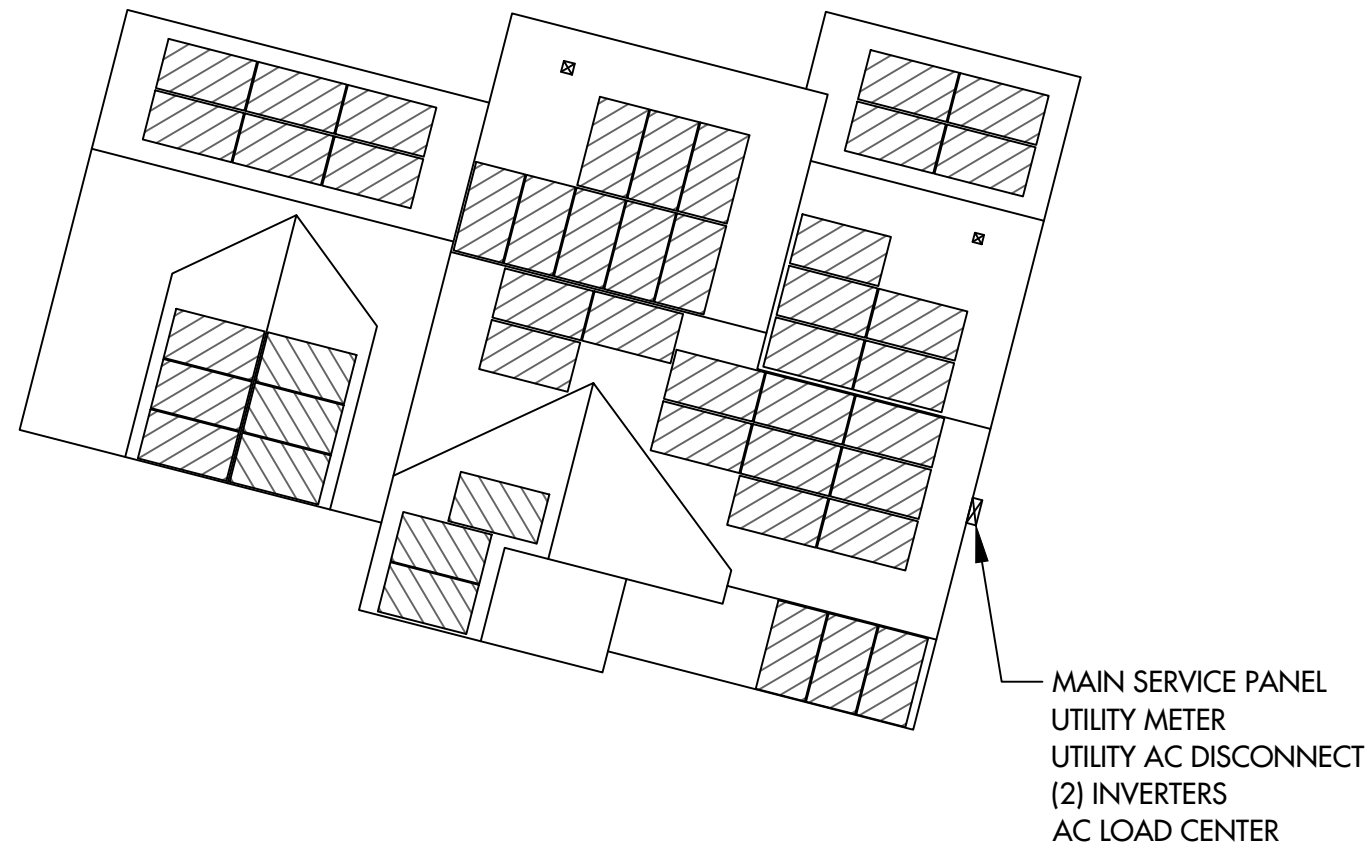 MAIN SERVICE PANEL
UTILITY METER
UTILITY AC DISCONNECT
(2) INVERTERS
AC LOAD CENTER